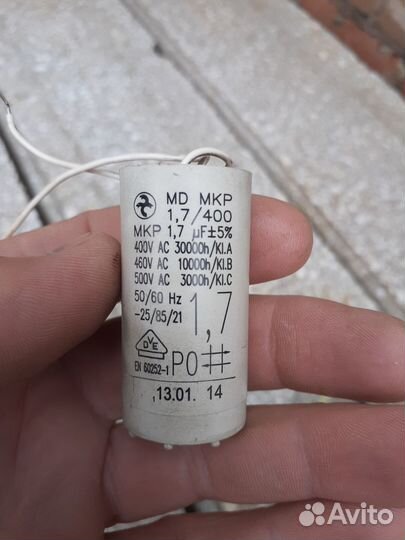 MD MKP
1,7/400
MKP 1,7 µF±5%
400V AC 30000h/Kl.A
460V AC 10000h/Kl.B
500V AC 3000h/Kl.C
50/60 Hz
1,7
-25/85/21
DVE
EN 60252-1
P0
13.01. 14
Avito